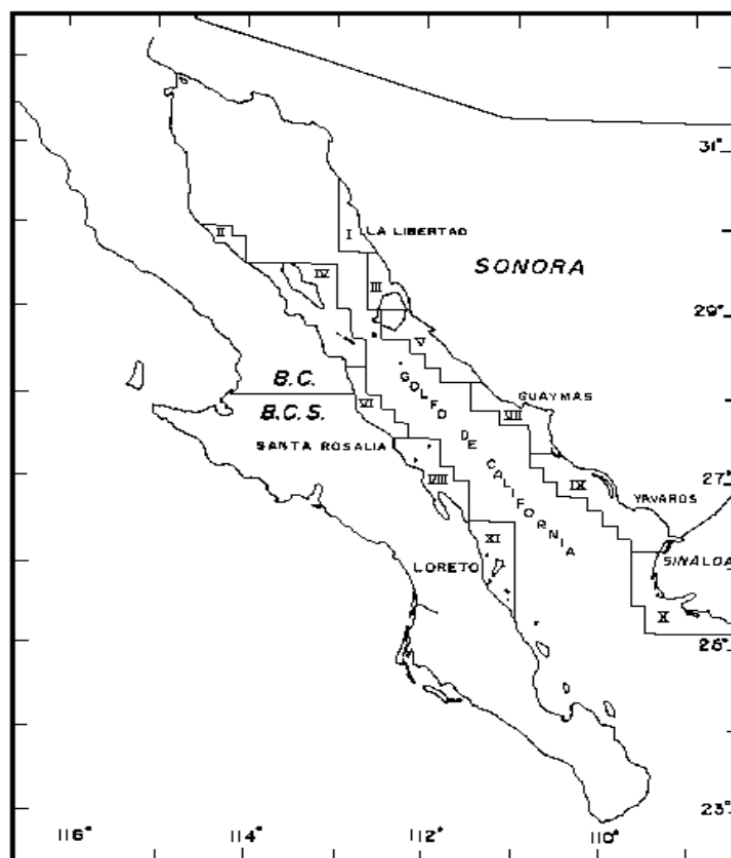 31°
I
LA LIBERTAD
II
SONORA
IV
III
29°
V
B.C.
GOLFO DE CALIFORNIA
GUAYMAS
VI
VII
B.C.S.
SANTA ROSALIA
27°
VIII
IX
YAVAROS
XI
SINALOA
LORETO
X
25°
23°
116°
114°
112°
110°